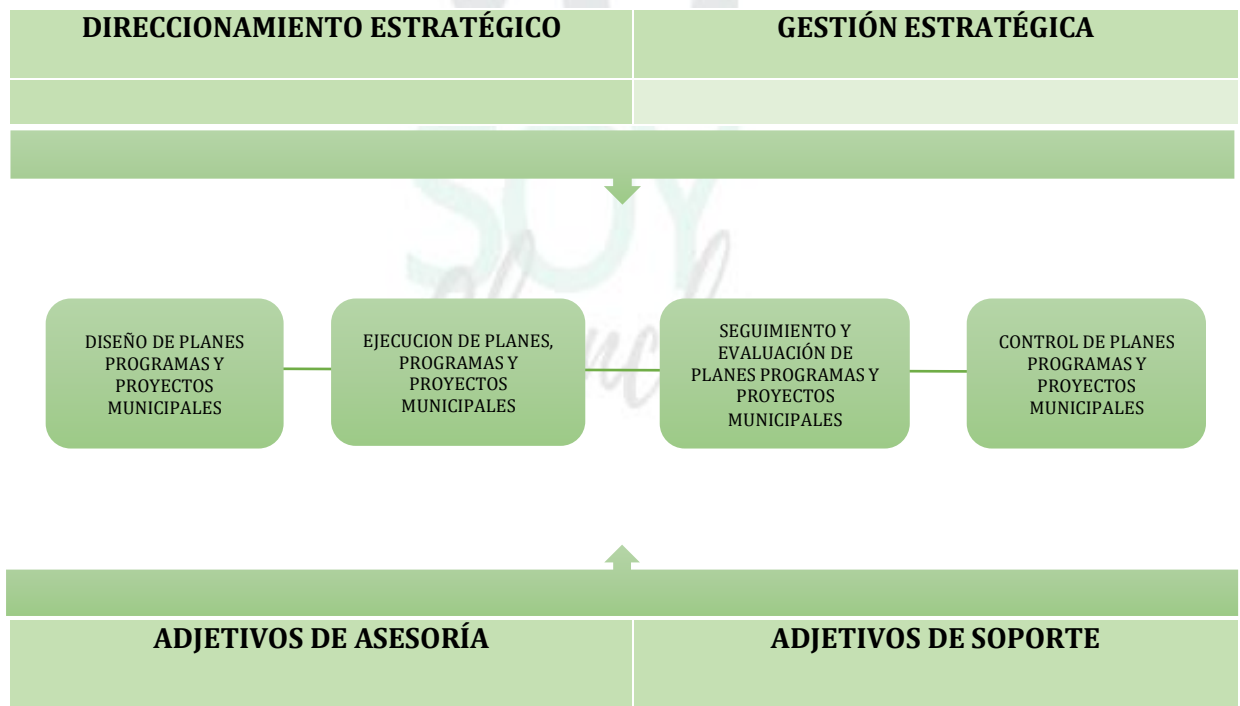 DIRECCIONAMIENTO ESTRATÉGICO
GESTIÓN ESTRATÉGICA
SOY
DISEÑO DE PLANES
PROGRAMAS Y
PROYECTOS
MUNICIPALES
EJECUCION DE PLANES,
PROGRAMAS Y
PROYECTOS
MUNICIPALES
SEGUIMIENTO Y
EVALUACIÓN DE
PLANES PROGRAMAS Y
PROYECTOS
MUNICIPALES
CONTROL DE PLANES
PROGRAMAS Y
PROYECTOS
MUNICIPALES
ADJETIVOS DE ASESORÍA
ADJETIVOS DE SOPORTE